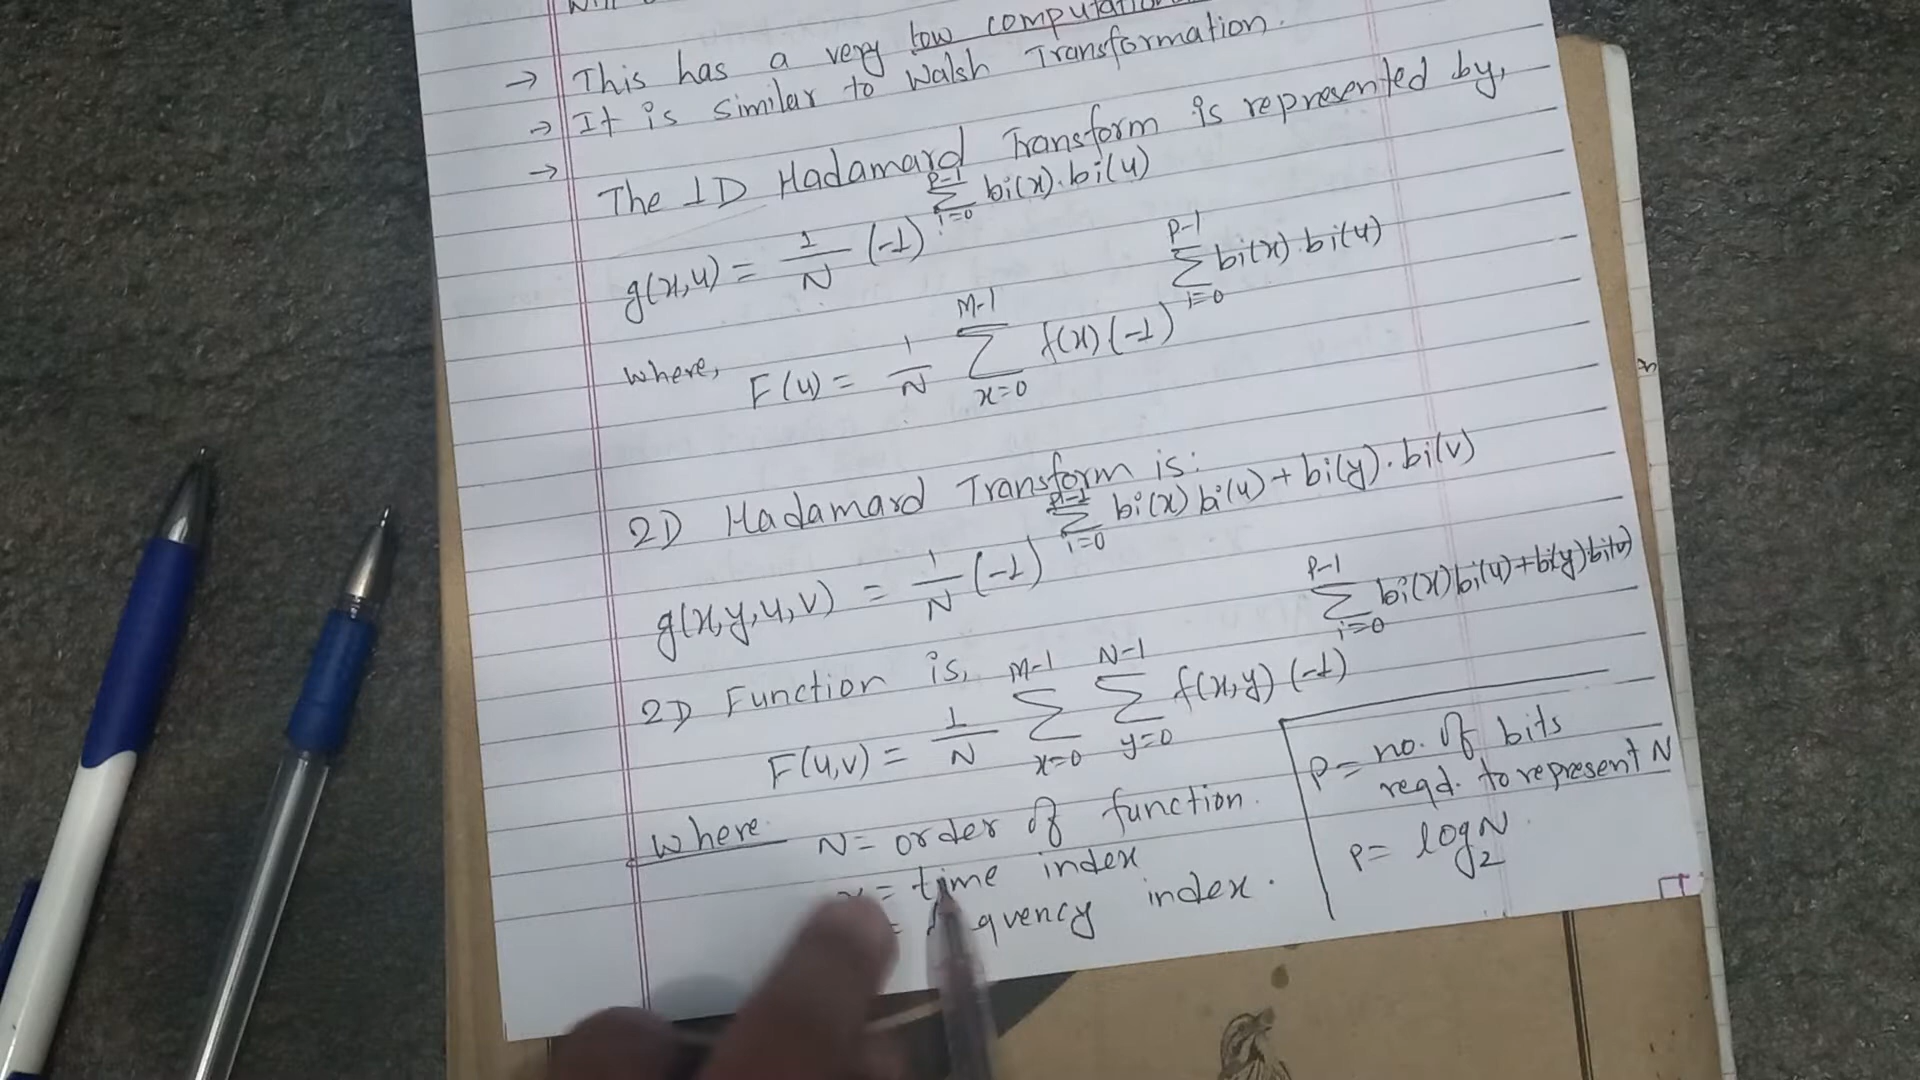 → This has a very low computation
→ It is similar to Walsh Transformation.
→ The 1D Hadamard Transform is represented by,
g(x,u) = 1/N (-1)^{∑_{i=0}^{P-1} bi(x).bi(u)}
where, F(u) = 1/N ∑_{x=0}^{M-1} f(x) (-1)^{∑_{i=0}^{P-1} bi(x).bi(u)}
2D Hadamard Transform is:
g(x,y,u,v) = 1/N (-1)^{∑_{i=0}^{P-1} bi(x) bi(u) + bi(y).bi(v)}
2D Function is,
F(u,v) = 1/N ∑_{x=0}^{M-1} ∑_{y=0}^{N-1} f(x,y) (-1)^{∑_{i=0}^{P-1} bi(x) bi(u) + bi(y).bi(v)}
where N = order of function.
= time index
= quency index.
P = no. of bits
reqd. to represent N
P = log₂N.